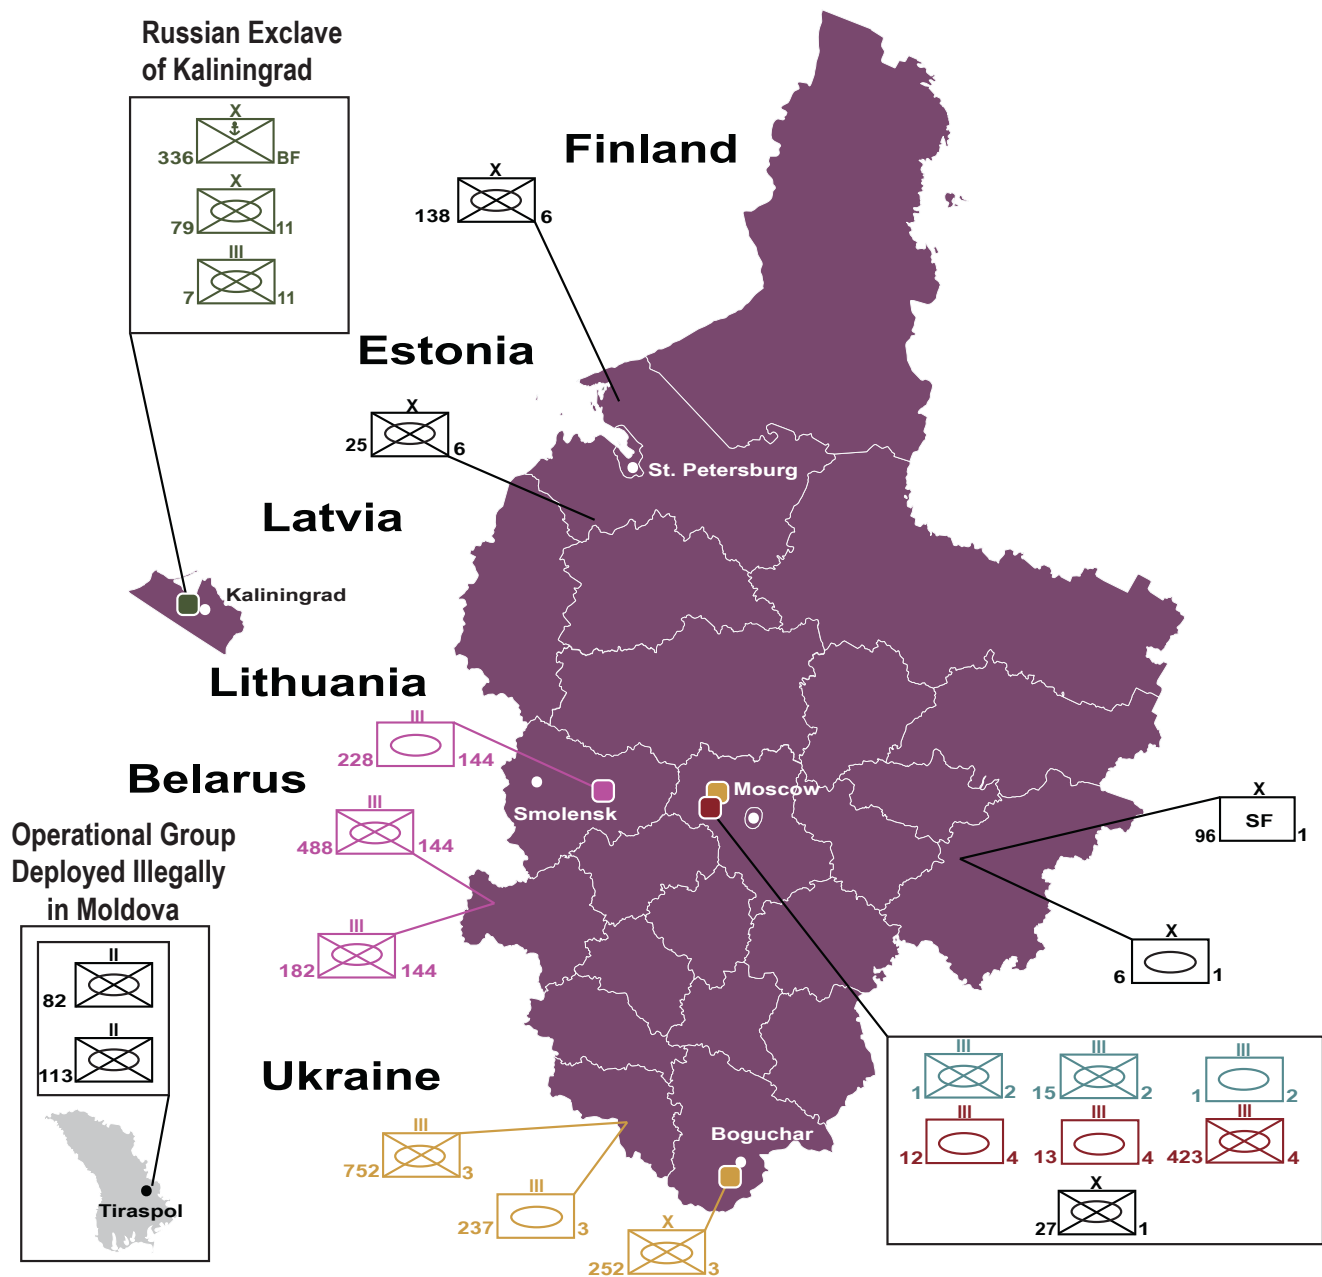 Russian Exclave
of Kaliningrad
X
336 BF
X
79 11
III
7 11
Finland
X
138 6
Estonia
X
25 6
St. Petersburg
Latvia
Kaliningrad
Lithuania
III
228 144
Belarus
Smolensk
Moscow
III
488 144
X
SF
96 1
Operational Group
Deployed Illegally
in Moldova
II
82
II
113
Tiraspol
III
182 144
X
6 1
Ukraine
III
752 3
III
237 3
Boguchar
X
252 3
III III III
1 2 15 2 1 2
III III III
12 4 13 4 423 4
X
27 1